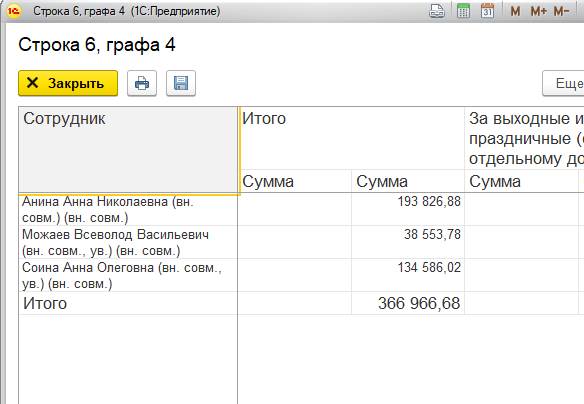 1С Строка 6, графа 4 (1С:Предприятие) 31 M M+ M-
Строка 6, графа 4
Закрыть Еще
Сотрудник Итого За выходные и
праздничные (
отдельному до
Сумма Сумма Сумма
Анина Анна Николаевна (вн. 193 826,88
совм.) (вн. совм.)
Можаев Всеволод Васильевич 38 553,78
(вн. совм., ув.) (вн. совм.)
Соина Анна Олеговна (вн. совм., 134 586,02
ув.) (вн. совм.)
Итого 366 966,68